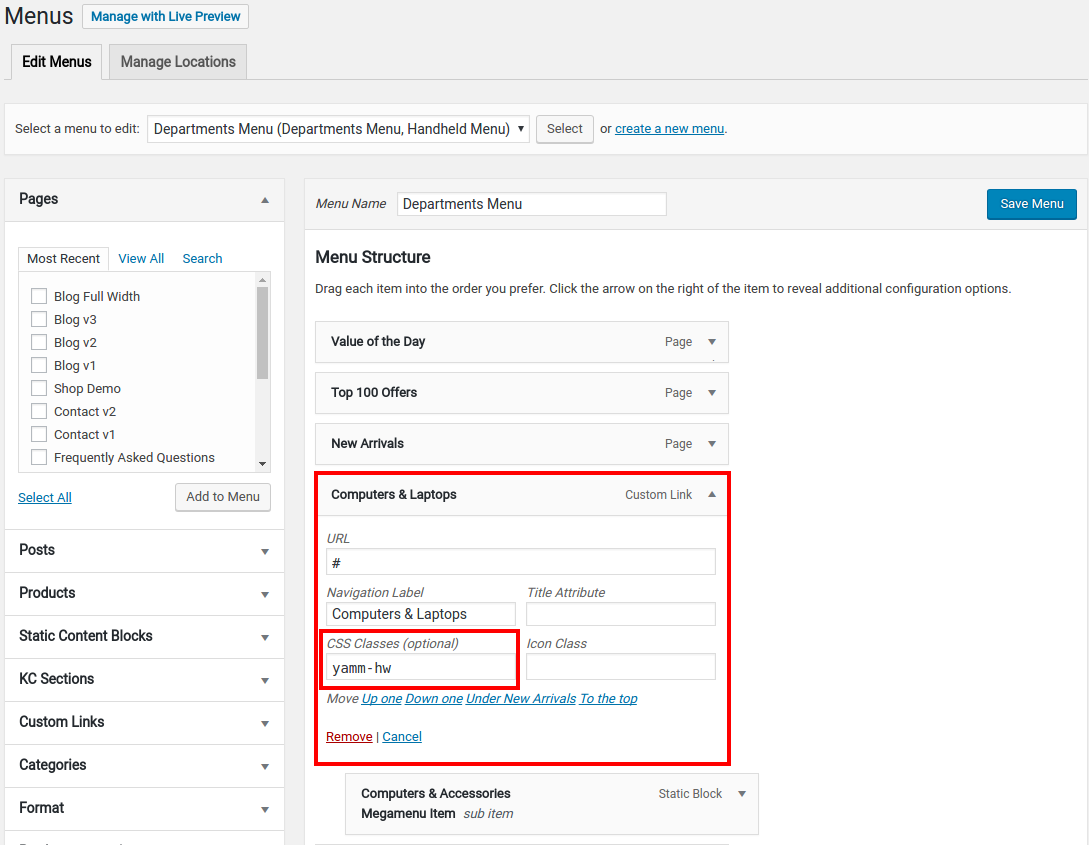 Menus Manage with Live Preview
Edit Menus Manage Locations
Select a menu to edit: Departments Menu (Departments Menu, Handheld Menu) Select or create a new menu.
Pages
Most Recent View All Search
Blog Full Width
Blog v3
Blog v2
Blog v1
Shop Demo
Contact v2
Contact v1
Frequently Asked Questions
Select All Add to Menu
Posts
Products
Static Content Blocks
KC Sections
Custom Links
Categories
Format
Menu Name Departments Menu Save Menu
Menu Structure
Drag each item into the order you prefer. Click the arrow on the right of the item to reveal additional configuration options.
Value of the Day Page
Top 100 Offers Page
New Arrivals Page
Computers & Laptops Custom Link
URL
#
Navigation Label Title Attribute
Computers & Laptops
CSS Classes (optional) Icon Class
yamm-hw
Move Up one Down one Under New Arrivals To the top
Remove | Cancel
Computers & Accessories Static Block
Megamenu Item sub item